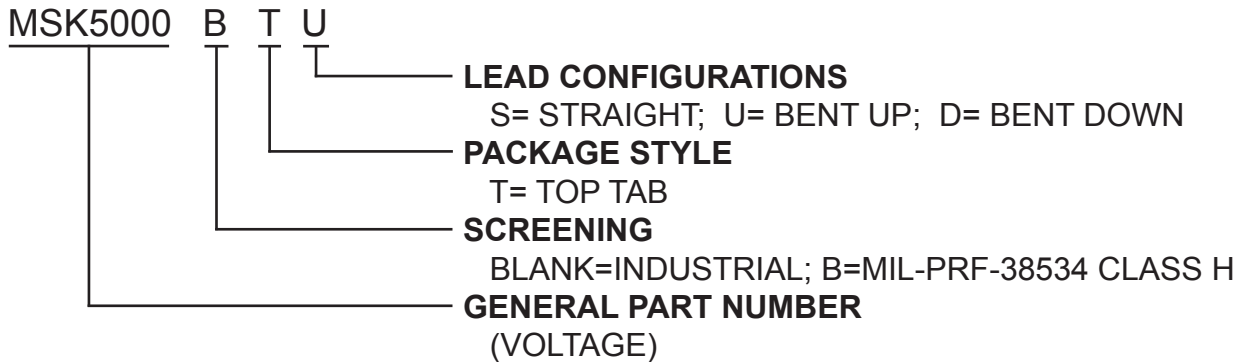 MSK5000 B T U
LEAD CONFIGURATIONS
S= STRAIGHT; U= BENT UP; D= BENT DOWN
PACKAGE STYLE
T= TOP TAB
SCREENING
BLANK=INDUSTRIAL; B=MIL-PRF-38534 CLASS H
GENERAL PART NUMBER
(VOLTAGE)